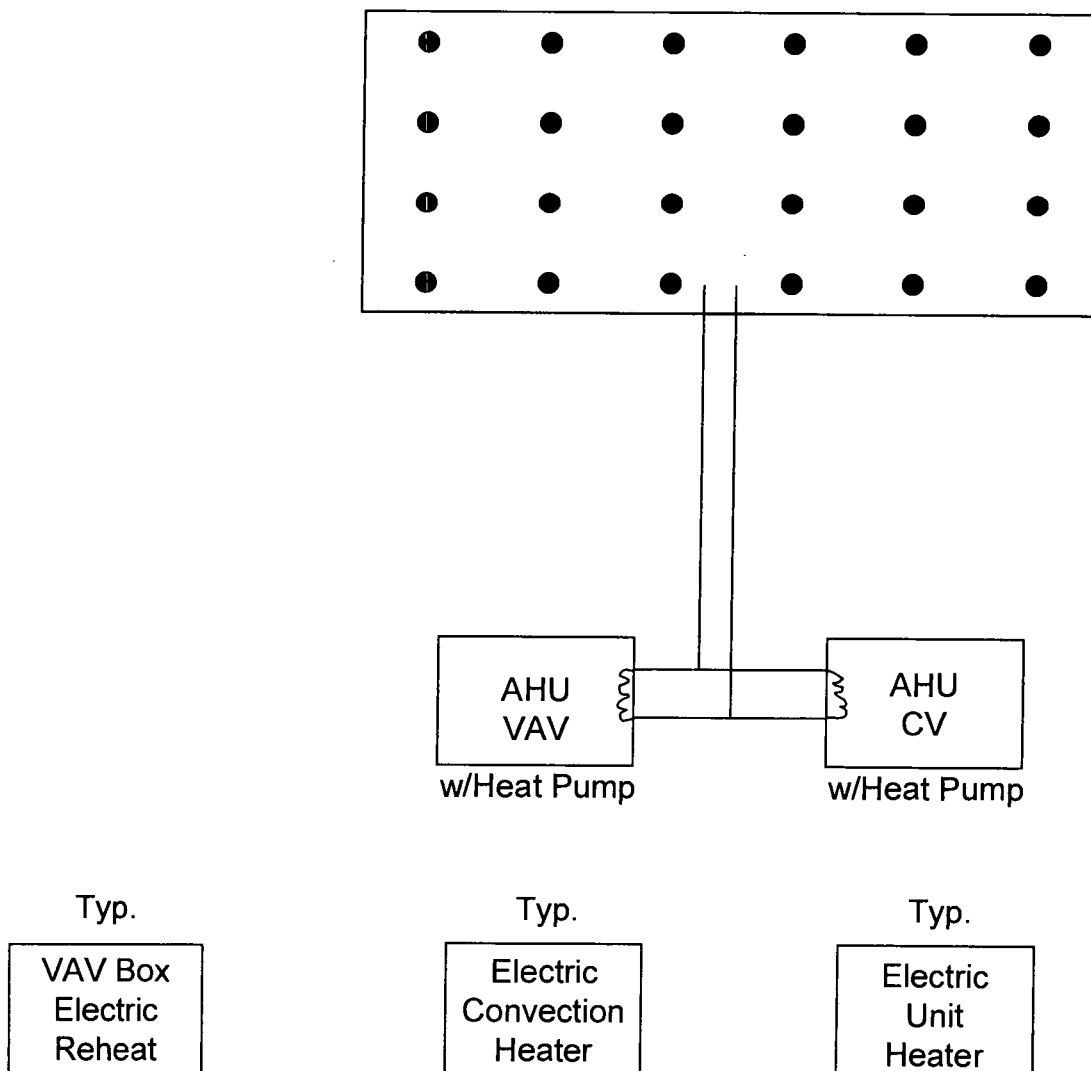 AHU
VAV
w/Heat Pump
AHU
CV
w/Heat Pump
Typ.
VAV Box
Electric
Reheat
Typ.
Electric
Convection
Heater
Typ.
Electric
Unit
Heater